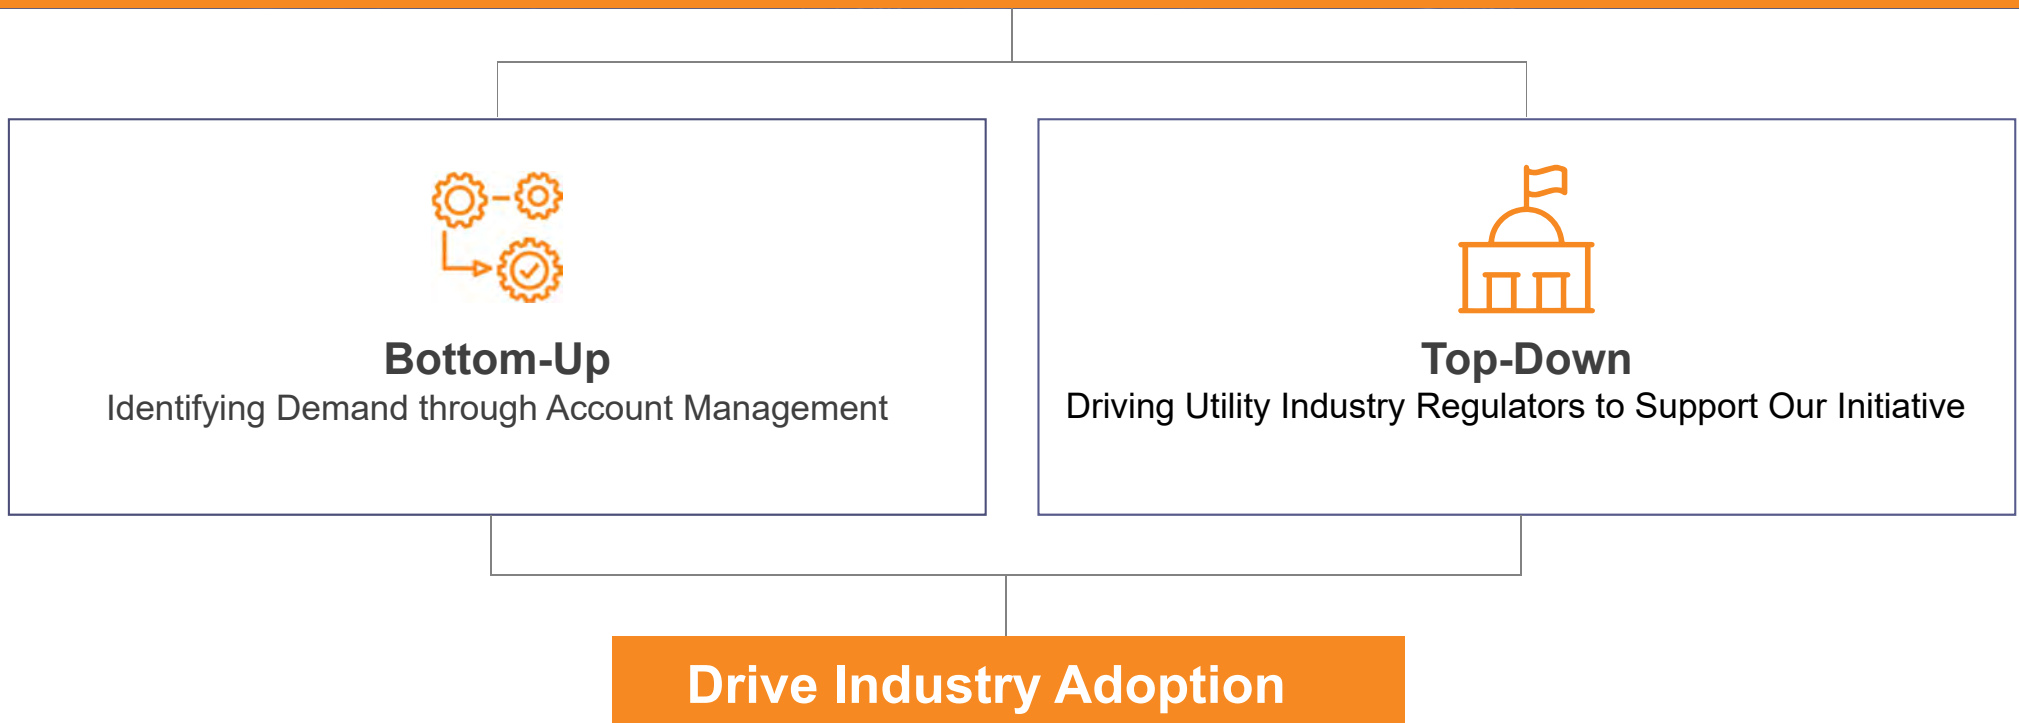 Bottom-Up
Identifying Demand through Account Management
Top-Down
Driving Utility Industry Regulators to Support Our Initiative
Drive Industry Adoption